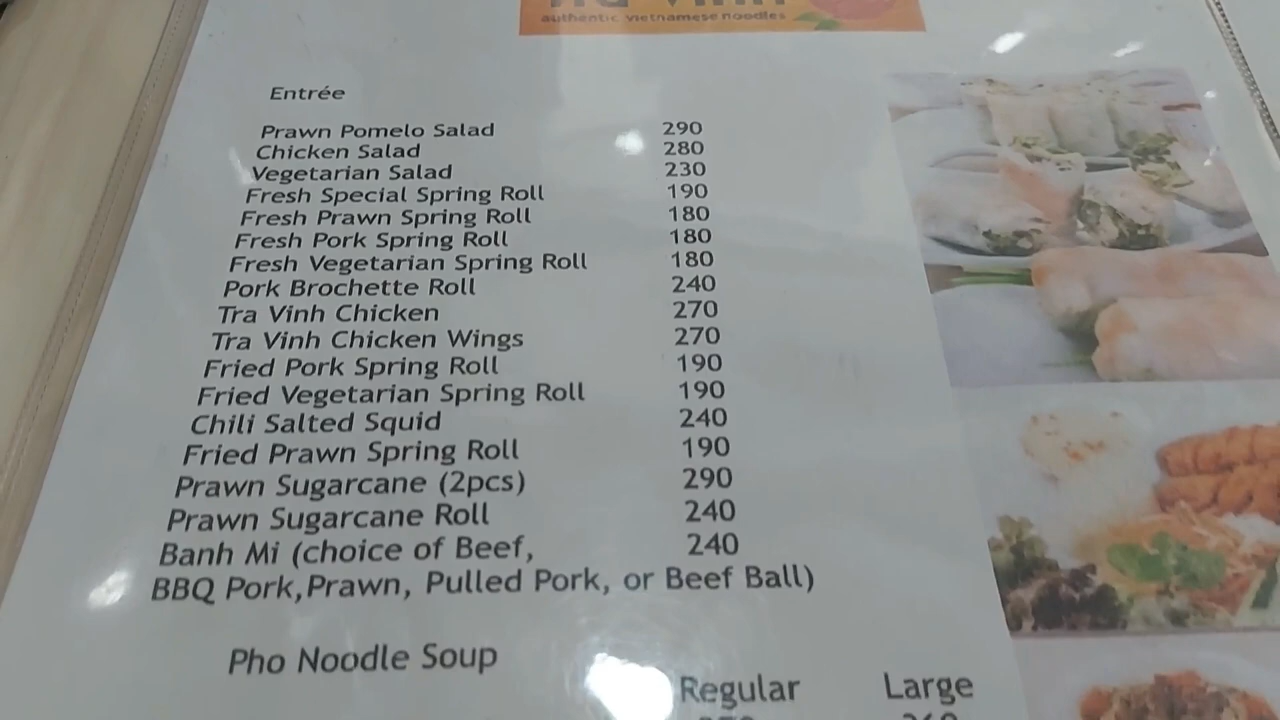 authentic vietnamese noodles
Entrée
Prawn Pomelo Salad 290
Chicken Salad 280
Vegetarian Salad 230
Fresh Special Spring Roll 190
Fresh Prawn Spring Roll 180
Fresh Pork Spring Roll 180
Fresh Vegetarian Spring Roll 180
Pork Brochette Roll 240
Tra Vinh Chicken 270
Tra Vinh Chicken Wings 270
Fried Pork Spring Roll 190
Fried Vegetarian Spring Roll 190
Chili Salted Squid 240
Fried Prawn Spring Roll 190
Prawn Sugarcane (2pcs) 290
Prawn Sugarcane Roll 240
Banh Mi (choice of Beef, 240
BBQ Pork,Prawn, Pulled Pork, or Beef Ball)
Pho Noodle Soup
Regular Large